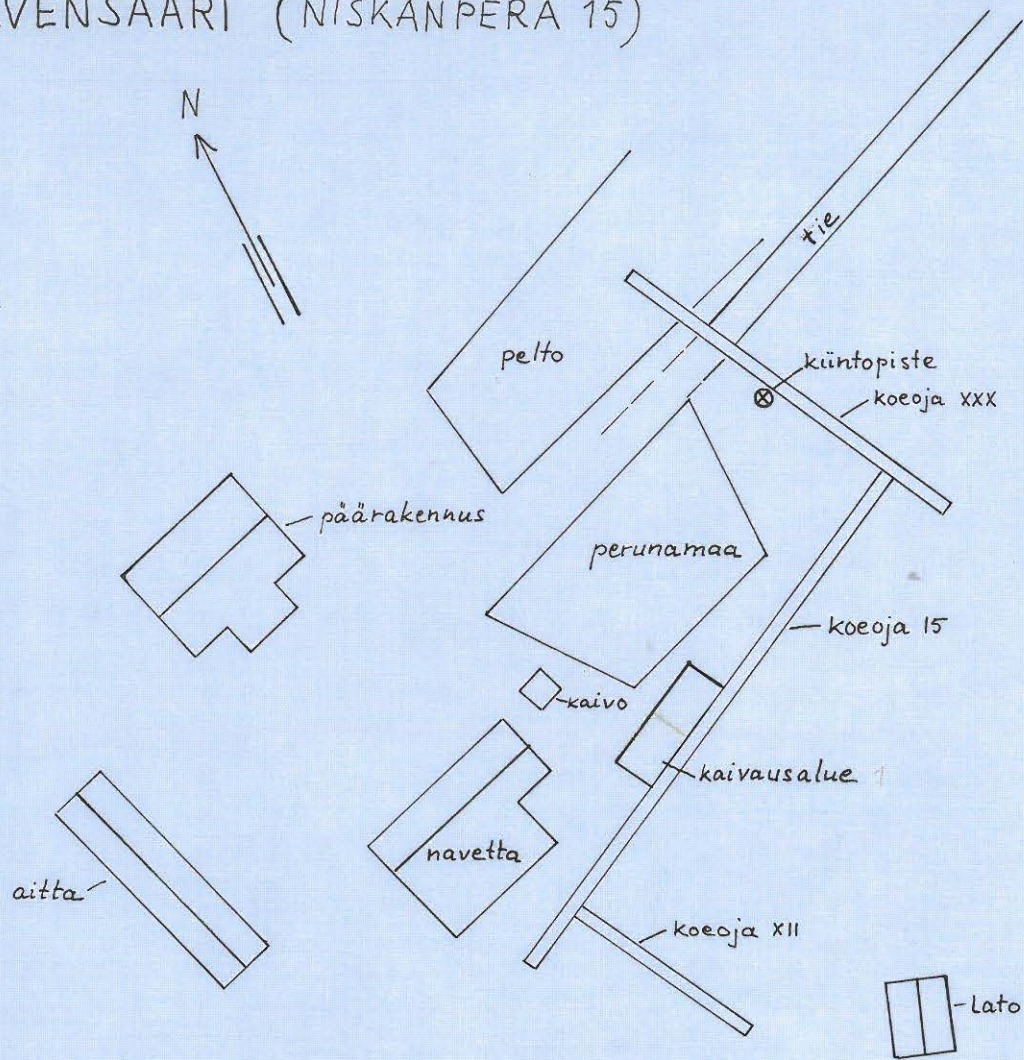 VENSAARI (NISKANPERÄ 15)
N
tie
pelto
kiintopiste
koeoja XXX
päärakennus
perunamaa
koeoja 15
kaivo
kaivausalue
navetta
aitta
koeoja XII
Lato